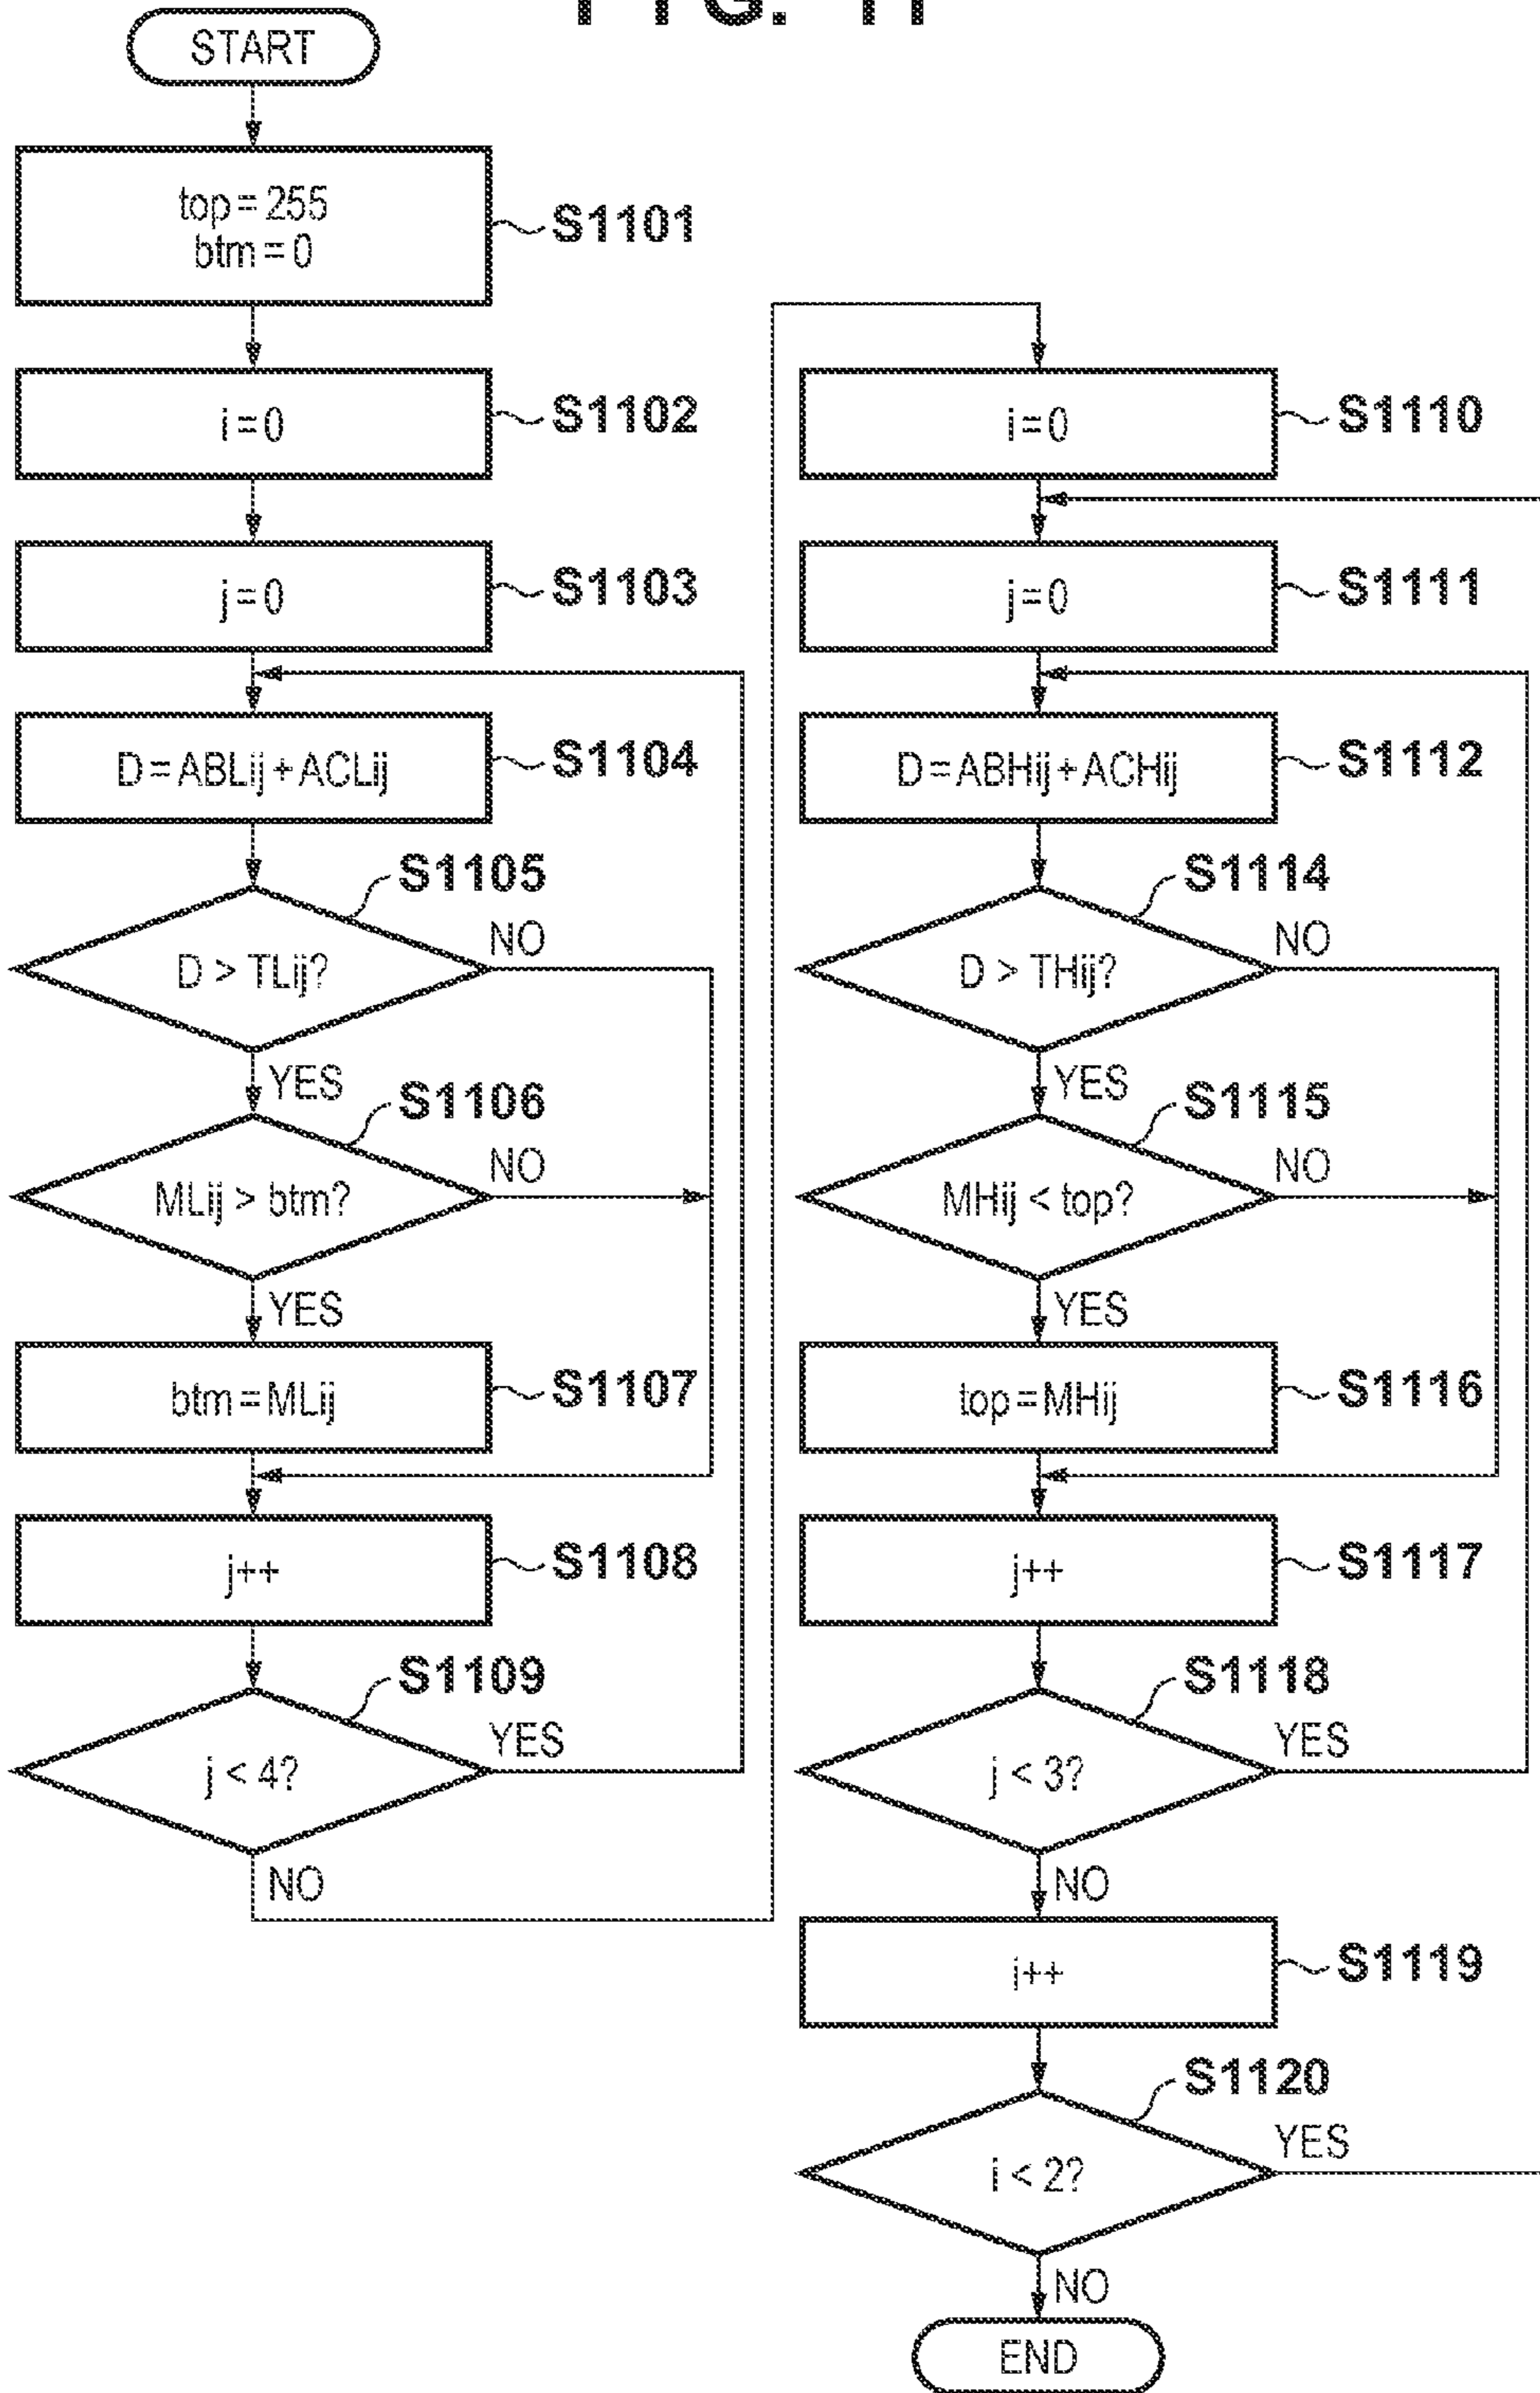 FIG. 11
START
top = 255
btm = 0
S1101
i = 0
S1102
j = 0
S1103
D = ABLij + ACLij
S1104
S1105
D > TLij?
NO
YES
S1106
MLij > btm?
NO
YES
btm = MLij
S1107
j++
S1108
S1109
j < 4?
YES
NO
i = 0
S1110
j = 0
S1111
D = ABHij + ACHij
S1112
S1114
D > THij?
NO
YES
S1115
MHij < top?
NO
YES
top = MHij
S1116
j++
S1117
S1118
j < 3?
YES
NO
i++
S1119
S1120
i < 2?
YES
NO
END